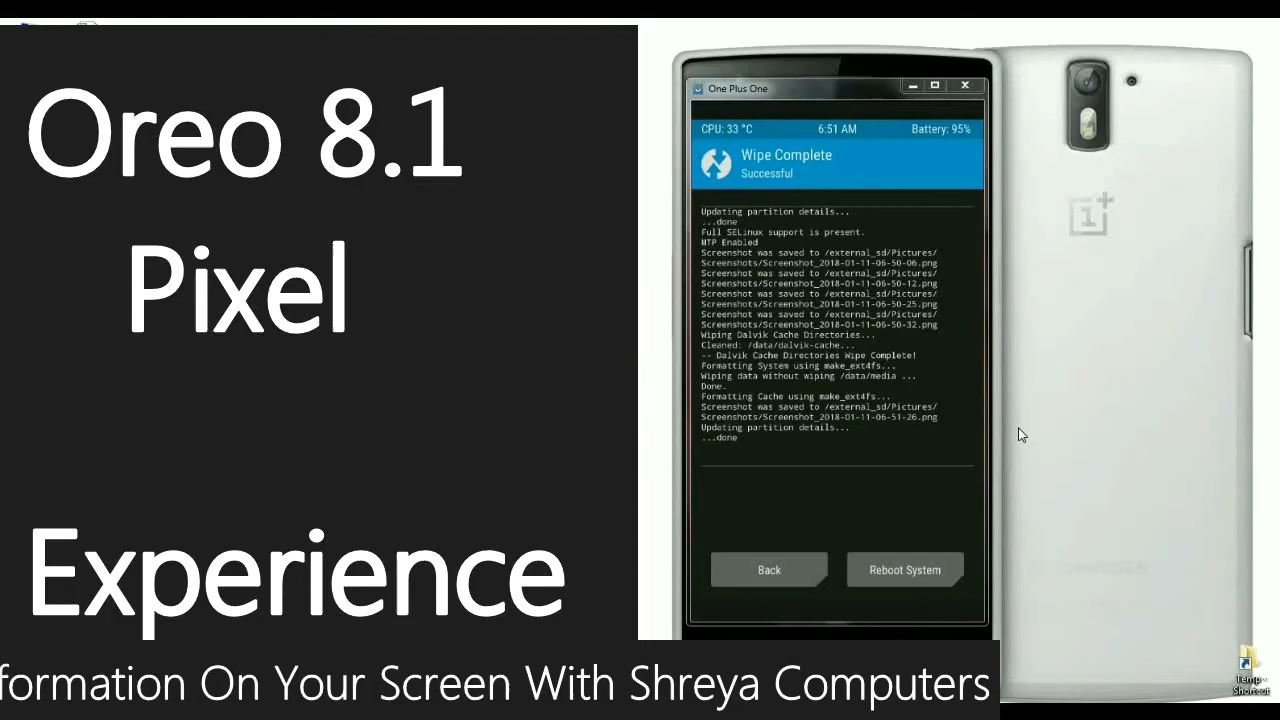 Oreo 8.1
Pixel
Experience
One Plus One
CPU: 33 °C 6:51 AM Battery: 95%
Wipe Complete
Successful
Updating partition details...
...done
Full SELinux support is present.
MTP Enabled
Screenshot was saved to /external_sd/Pictures/
Screenshots/Screenshot_2018-01-11-06-50-06.png
Screenshot was saved to /external_sd/Pictures/
Screenshots/Screenshot_2018-01-11-06-50-12.png
Screenshot was saved to /external_sd/Pictures/
Screenshots/Screenshot_2018-01-11-06-50-25.png
Screenshot was saved to /external_sd/Pictures/
Screenshots/Screenshot_2018-01-11-06-50-32.png
Wiping Dalvik Cache Directories...
Cleaned: /data/dalvik-cache...
-- Dalvik Cache Directories Wipe Complete!
Formatting System using make_ext4fs...
Wiping data without wiping /data/media ...
Done.
Formatting Cache using make_ext4fs...
Screenshot was saved to /external_sd/Pictures/
Screenshots/Screenshot_2018-01-11-06-51-26.png
Updating partition details...
...done
Back
Reboot System
1+
Temp -
Shortcut
formation On Your Screen With Shreya Computers